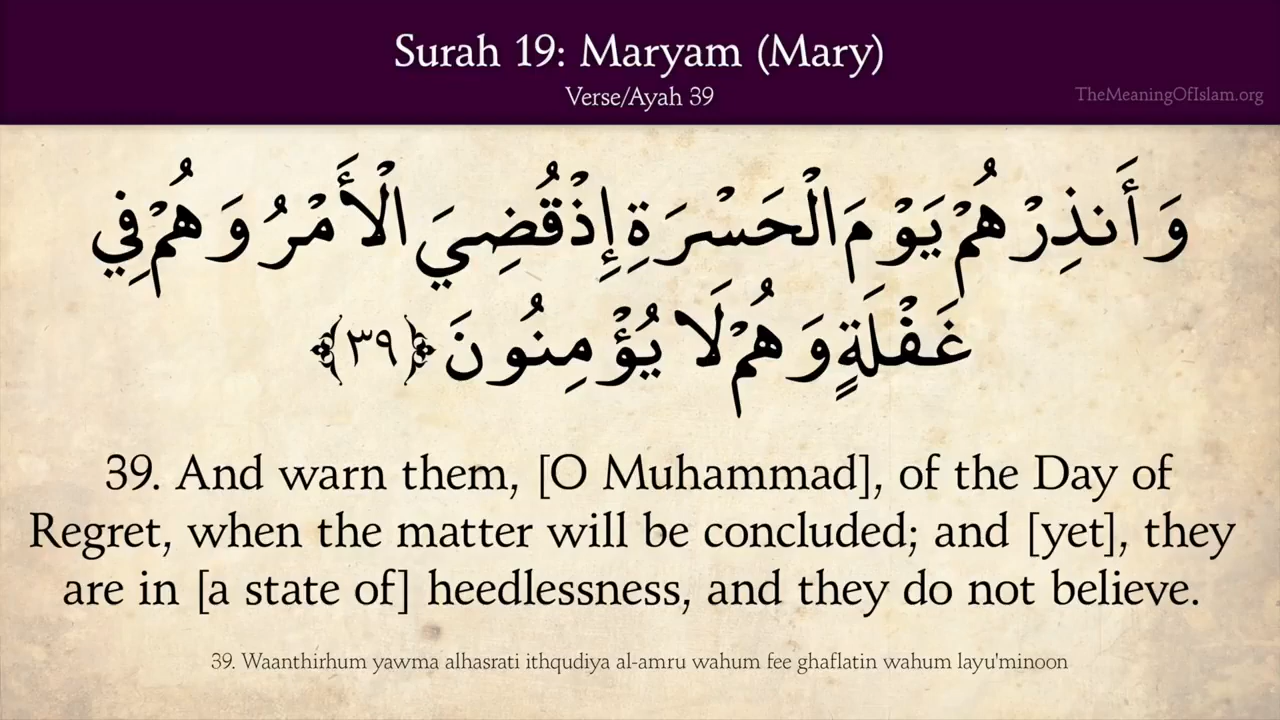 Surah 19: Maryam (Mary)
Verse/Ayah 39
TheMeaningOfIslam.org
وَأَنذِرْهُمْ يَوْمَ الْحَسْرَةِ إِذْ قُضِيَ الْأَمْرُ وَهُمْ فِي
غَفْلَةٍ وَهُمْ لَا يُؤْمِنُونَ ﴿٣٩﴾
39. And warn them, [O Muhammad], of the Day of
Regret, when the matter will be concluded; and [yet], they
are in [a state of] heedlessness, and they do not believe.
39. Waanthirhum yawma alhasrati ithqudiya al-amru wahum fee ghaflatin wahum layu'minoon